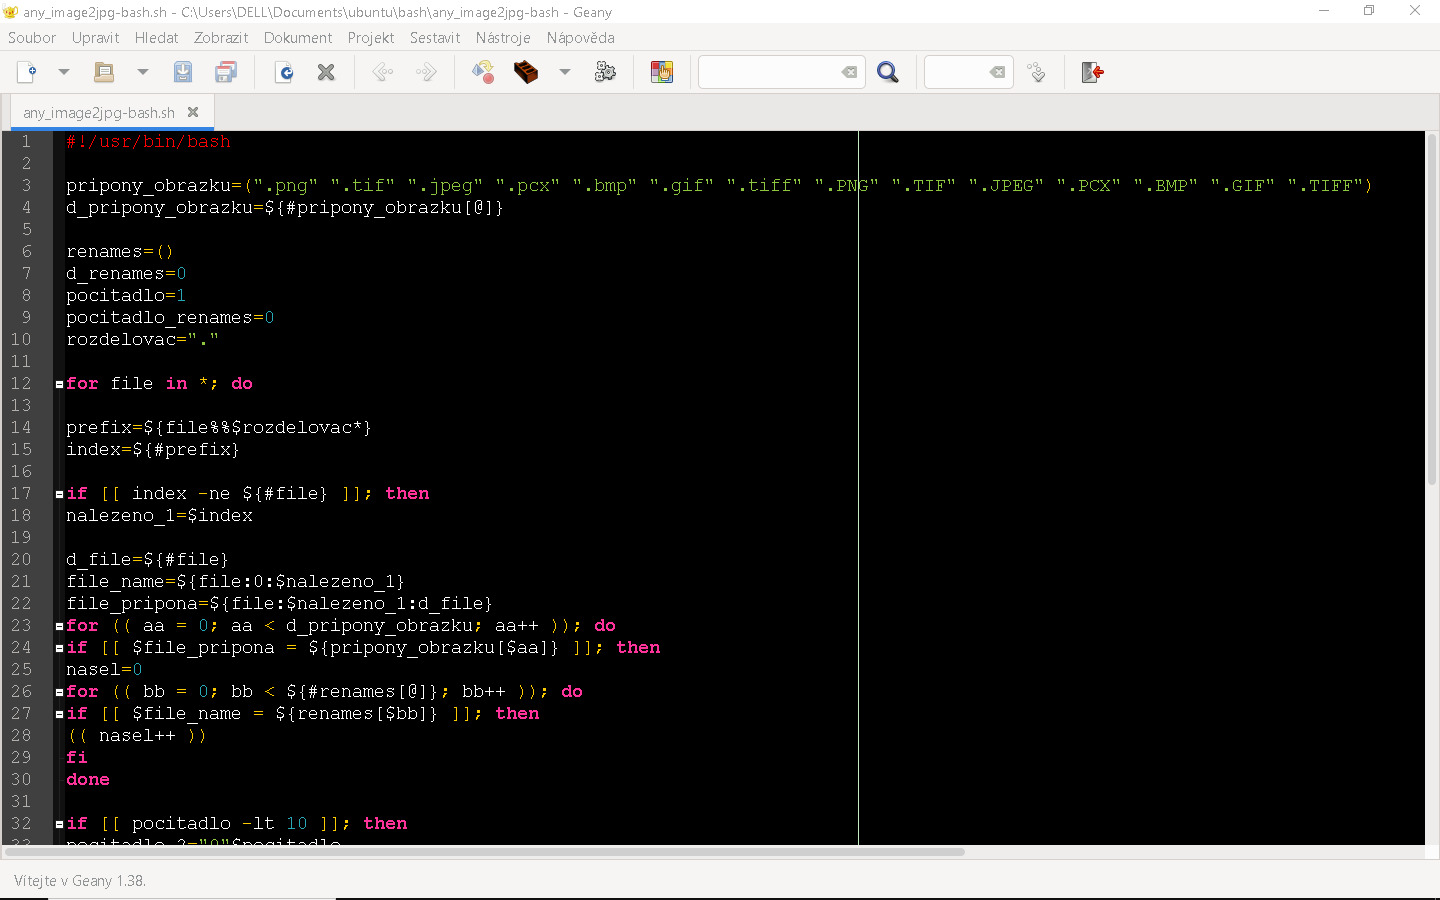 any_image2jpg-bash.sh - C:\Users\DELL\Documents\ubuntu\bash\any_image2jpg-bash - Geany
Soubor Upravit Hledat Zobrazit Dokument Projekt Sestavit Nástroje Nápověda
any_image2jpg-bash.sh
1 #!/usr/bin/bash
2
3 pripony_obrazku=(".png" ".tif" ".jpeg" ".pcx" ".bmp" ".gif" ".tiff" ".PNG" ".TIF" ".JPEG" ".PCX" ".BMP" ".GIF" ".TIFF")
4 d_pripony_obrazku=${#pripony_obrazku[@]}
5
6 renames=()
7 d_renames=0
8 pocitadlo=1
9 pocitadlo_renames=0
10 rozdelovac="."
11
12 for file in *; do
13
14 prefix=${file%%$rozdelovac*}
15 index=${#prefix}
16
17 if [[ index -ne ${#file} ]]; then
18 nalezeno_1=$index
19
20 d_file=${#file}
21 file_name=${file:0:$nalezeno_1}
22 file_pripona=${file:$nalezeno_1:d_file}
23 for (( aa = 0; aa < d_pripony_obrazku; aa++ )); do
24 if [[ $file_pripona = ${pripony_obrazku[$aa]} ]]; then
25 nasel=0
26 for (( bb = 0; bb < ${#renames[@]}; bb++ )); do
27 if [[ $file_name = ${renames[$bb]} ]]; then
28 (( nasel++ ))
29 fi
30 done
31
32 if [[ pocitadlo -lt 10 ]]; then
33 pocitadlo_2="0"$pocitadlo
Vítejte v Geany 1.38.